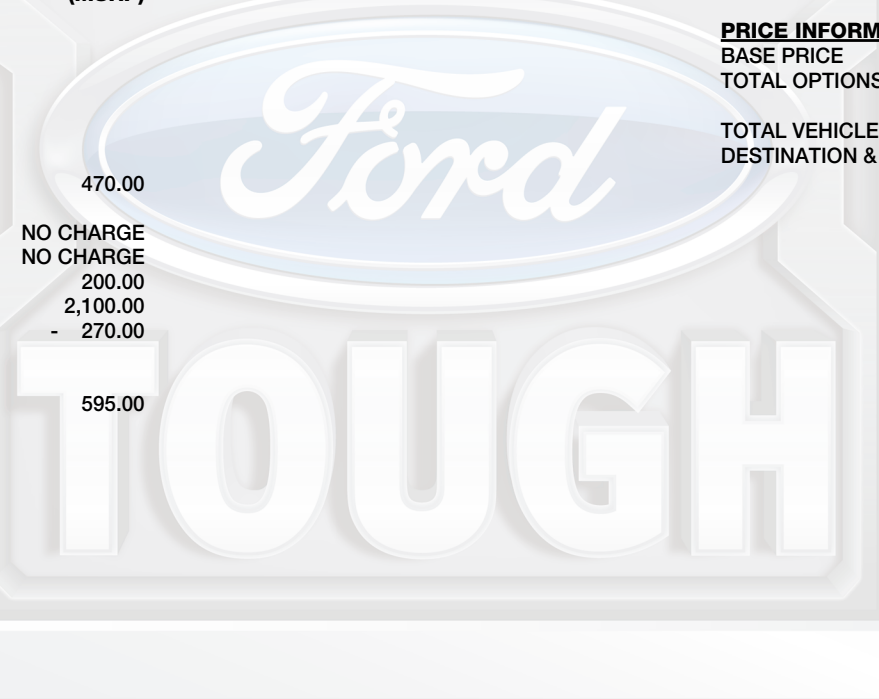 (MSRP)
470.00
NO CHARGE
NO CHARGE
200.00
2,100.00
- 270.00
595.00
PRICE INFORM
BASE PRICE
TOTAL OPTIONS
TOTAL VEHICLE
DESTINATION &
Ford
TOUGH